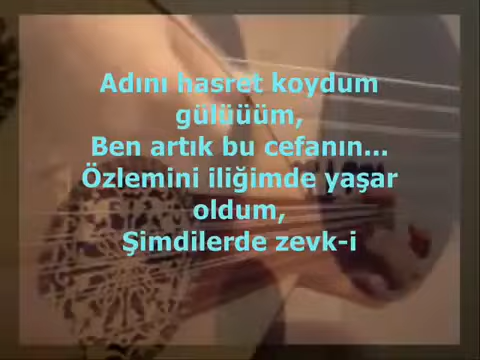 Adını hasret koydum
gülüüüm,
Ben artık bu cefanın...
Özlemini iliğimde yaşar
oldum,
Şimdilerde zevk-i